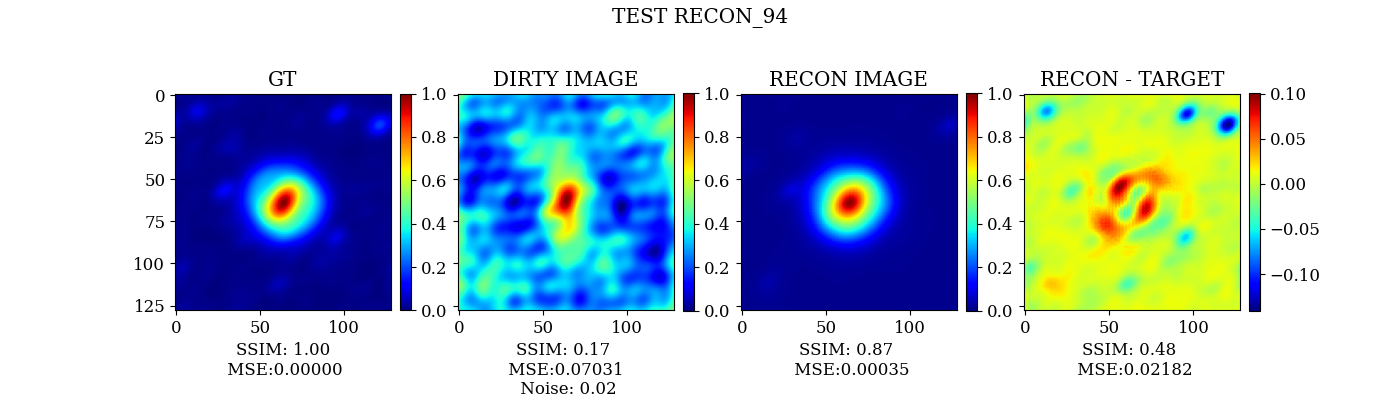 TEST RECON_94
GT
DIRTY IMAGE
RECON IMAGE
RECON - TARGET
0
25
50
75
100
125
0
50
100
1.0
0.8
0.6
0.4
0.2
0.0
0
50
100
1.0
0.8
0.6
0.4
0.2
0.0
0
50
100
1.0
0.8
0.6
0.4
0.2
0.0
0
50
100
0.10
0.05
0.00
−0.05
−0.10
SSIM: 1.00
MSE:0.00000
SSIM: 0.17
MSE:0.07031
Noise: 0.02
SSIM: 0.87
MSE:0.00035
SSIM: 0.48
MSE:0.02182